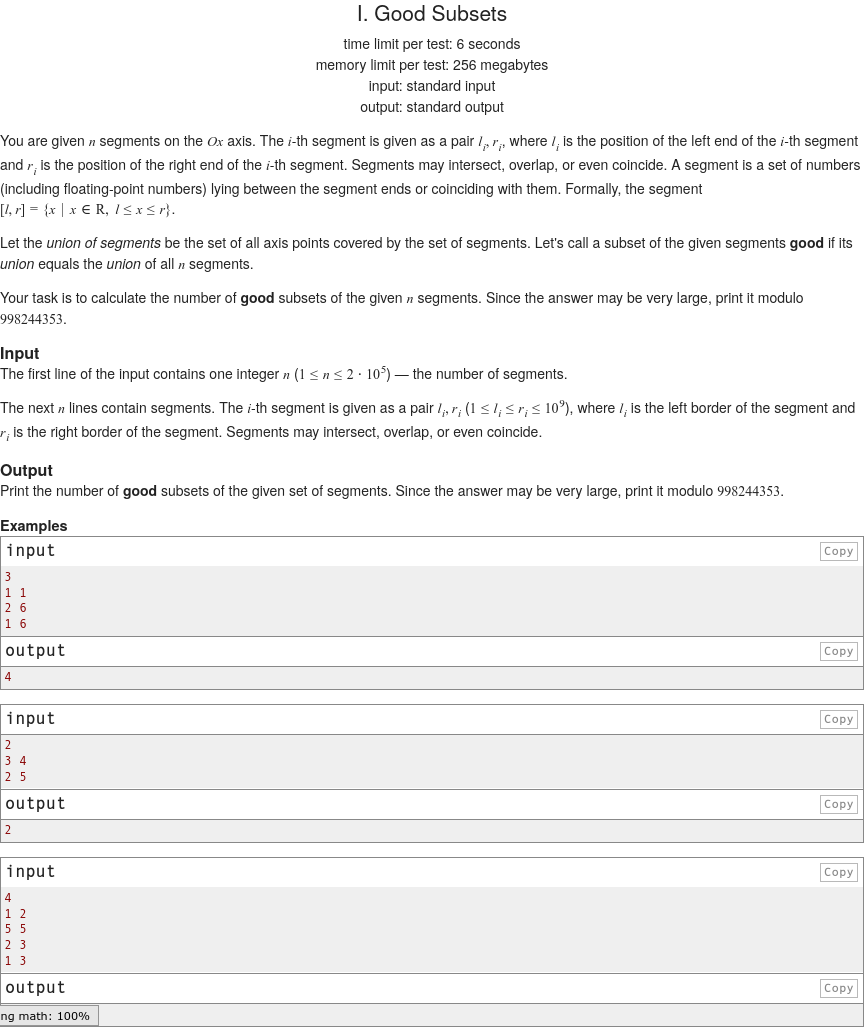 I. Good Subsets
time limit per test: 6 seconds
memory limit per test: 256 megabytes
input: standard input
output: standard output
You are given n segments on the Ox axis. The i-th segment is given as a pair l_i, r_i, where l_i is the position of the left end of the i-th segment
and r_i is the position of the right end of the i-th segment. Segments may intersect, overlap, or even coincide. A segment is a set of numbers
(including floating-point numbers) lying between the segment ends or coinciding with them. Formally, the segment
[l, r] = {x | x ∈ ℝ, l ≤ x ≤ r}.
Let the union of segments be the set of all axis points covered by the set of segments. Let's call a subset of the given segments good if its
union equals the union of all n segments.
Your task is to calculate the number of good subsets of the given n segments. Since the answer may be very large, print it modulo
998244353.
Input
The first line of the input contains one integer n (1 ≤ n ≤ 2 · 10^5) — the number of segments.
The next n lines contain segments. The i-th segment is given as a pair l_i, r_i (1 ≤ l_i ≤ r_i ≤ 10^9), where l_i is the left border of the segment and
r_i is the right border of the segment. Segments may intersect, overlap, or even coincide.
Output
Print the number of good subsets of the given set of segments. Since the answer may be very large, print it modulo 998244353.
Examples
input Copy
3
1 1
2 6
1 6
output Copy
4
input Copy
2
3 4
2 5
output Copy
2
input Copy
4
1 2
5 5
2 3
1 3
output Copy
ng math: 100%